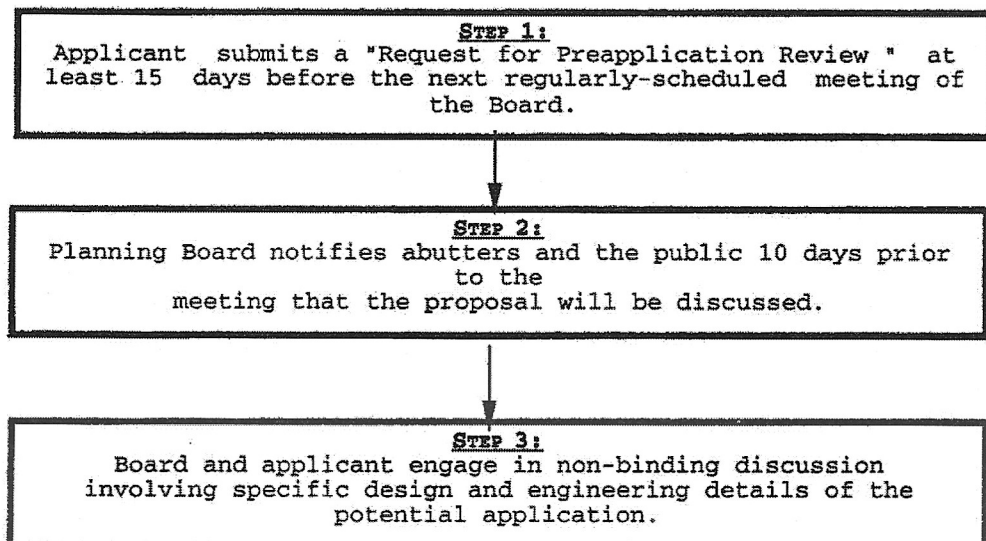 STEP 1:
Applicant submits a "Request for Preapplication Review " at
least 15 days before the next regularly-scheduled meeting of
the Board.
STEP 2:
Planning Board notifies abutters and the public 10 days prior
to the
meeting that the proposal will be discussed.
STEP 3:
Board and applicant engage in non-binding discussion
involving specific design and engineering details of the
potential application.